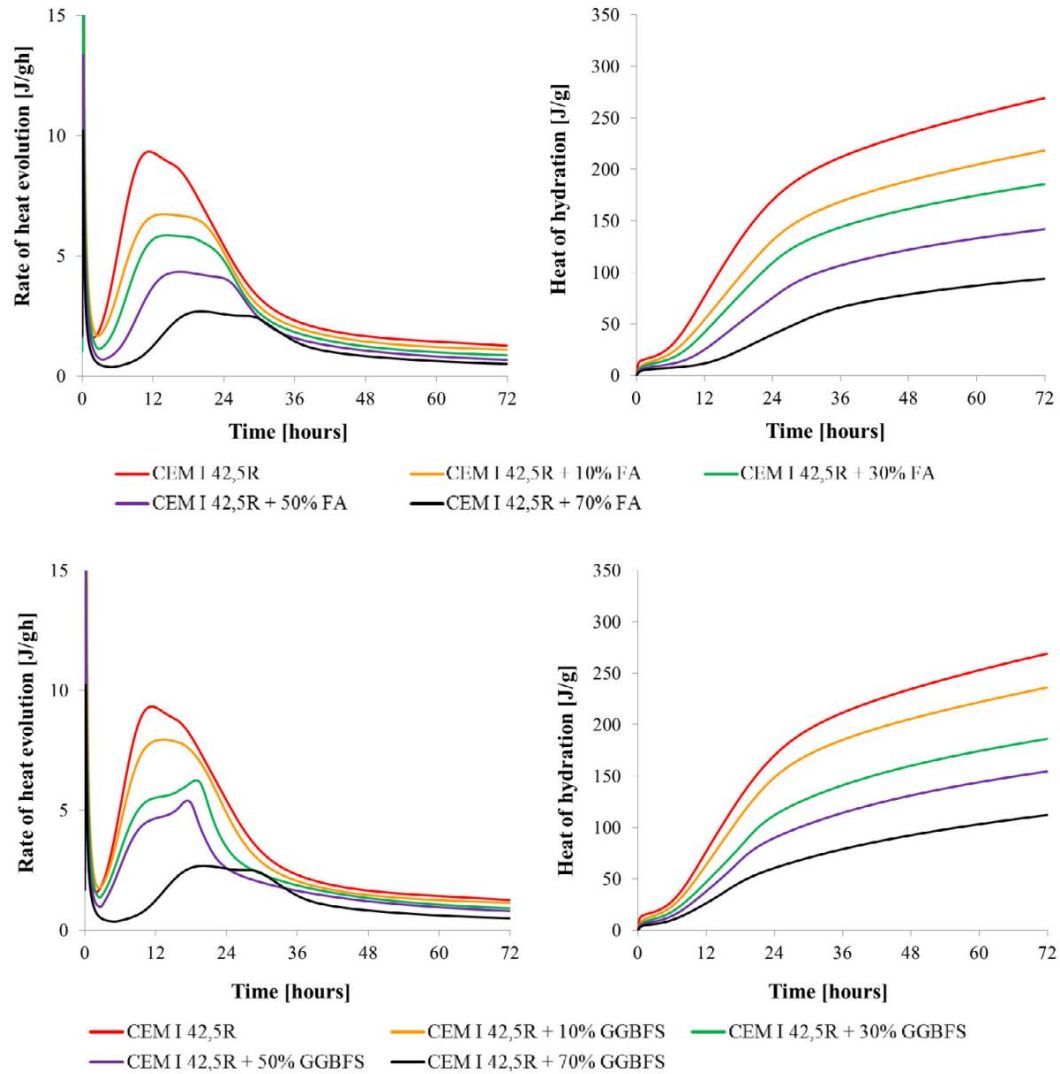 15
10
5
0
0 12 24 36 48 60 72
Rate of heat evolution [J/gh]
Time [hours]
350
300
250
200
150
100
50
0
0 12 24 36 48 60 72
Heat of hydration [J/g]
Time [hours]
CEM I 42,5R CEM I 42,5R + 10% FA CEM I 42,5R + 30% FA
CEM I 42,5R + 50% FA CEM I 42,5R + 70% FA
15
10
5
0
0 12 24 36 48 60 72
Rate of heat evolution [J/gh]
Time [hours]
350
300
250
200
150
100
50
0
0 12 24 36 48 60 72
Heat of hydration [J/g]
Time [hours]
CEM I 42,5R CEM I 42,5R + 10% GGBFS CEM I 42,5R + 30% GGBFS
CEM I 42,5R + 50% GGBFS CEM I 42,5R + 70% GGBFS